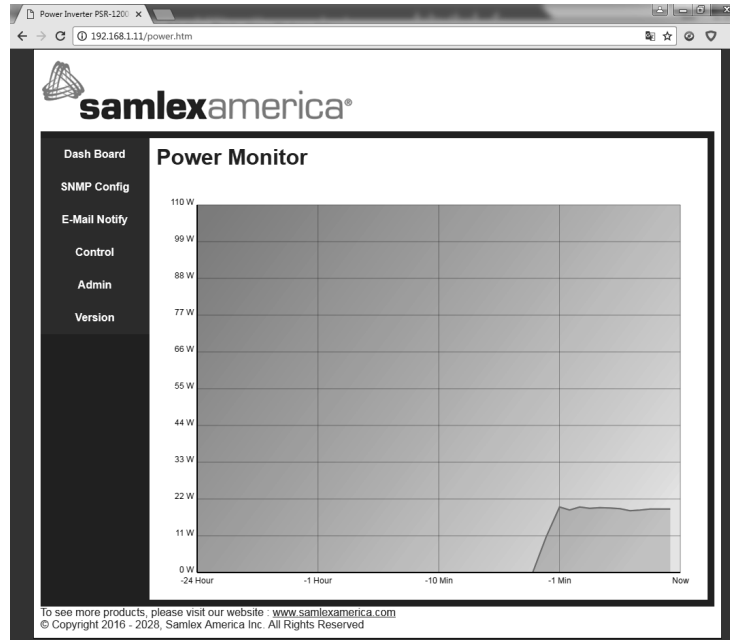 Power Inverter PSR-1200
192.168.1.11/power.htm
samlexamerica®
Dash Board
SNMP Config
E-Mail Notify
Control
Admin
Version
Power Monitor
110 W
99 W
88 W
77 W
66 W
55 W
44 W
33 W
22 W
11 W
0 W
-24 Hour -1 Hour -10 Min -1 Min Now
To see more products, please visit our website : www.samlexamerica.com
© Copyright 2016 - 2028, Samlex America Inc. All Rights Reserved